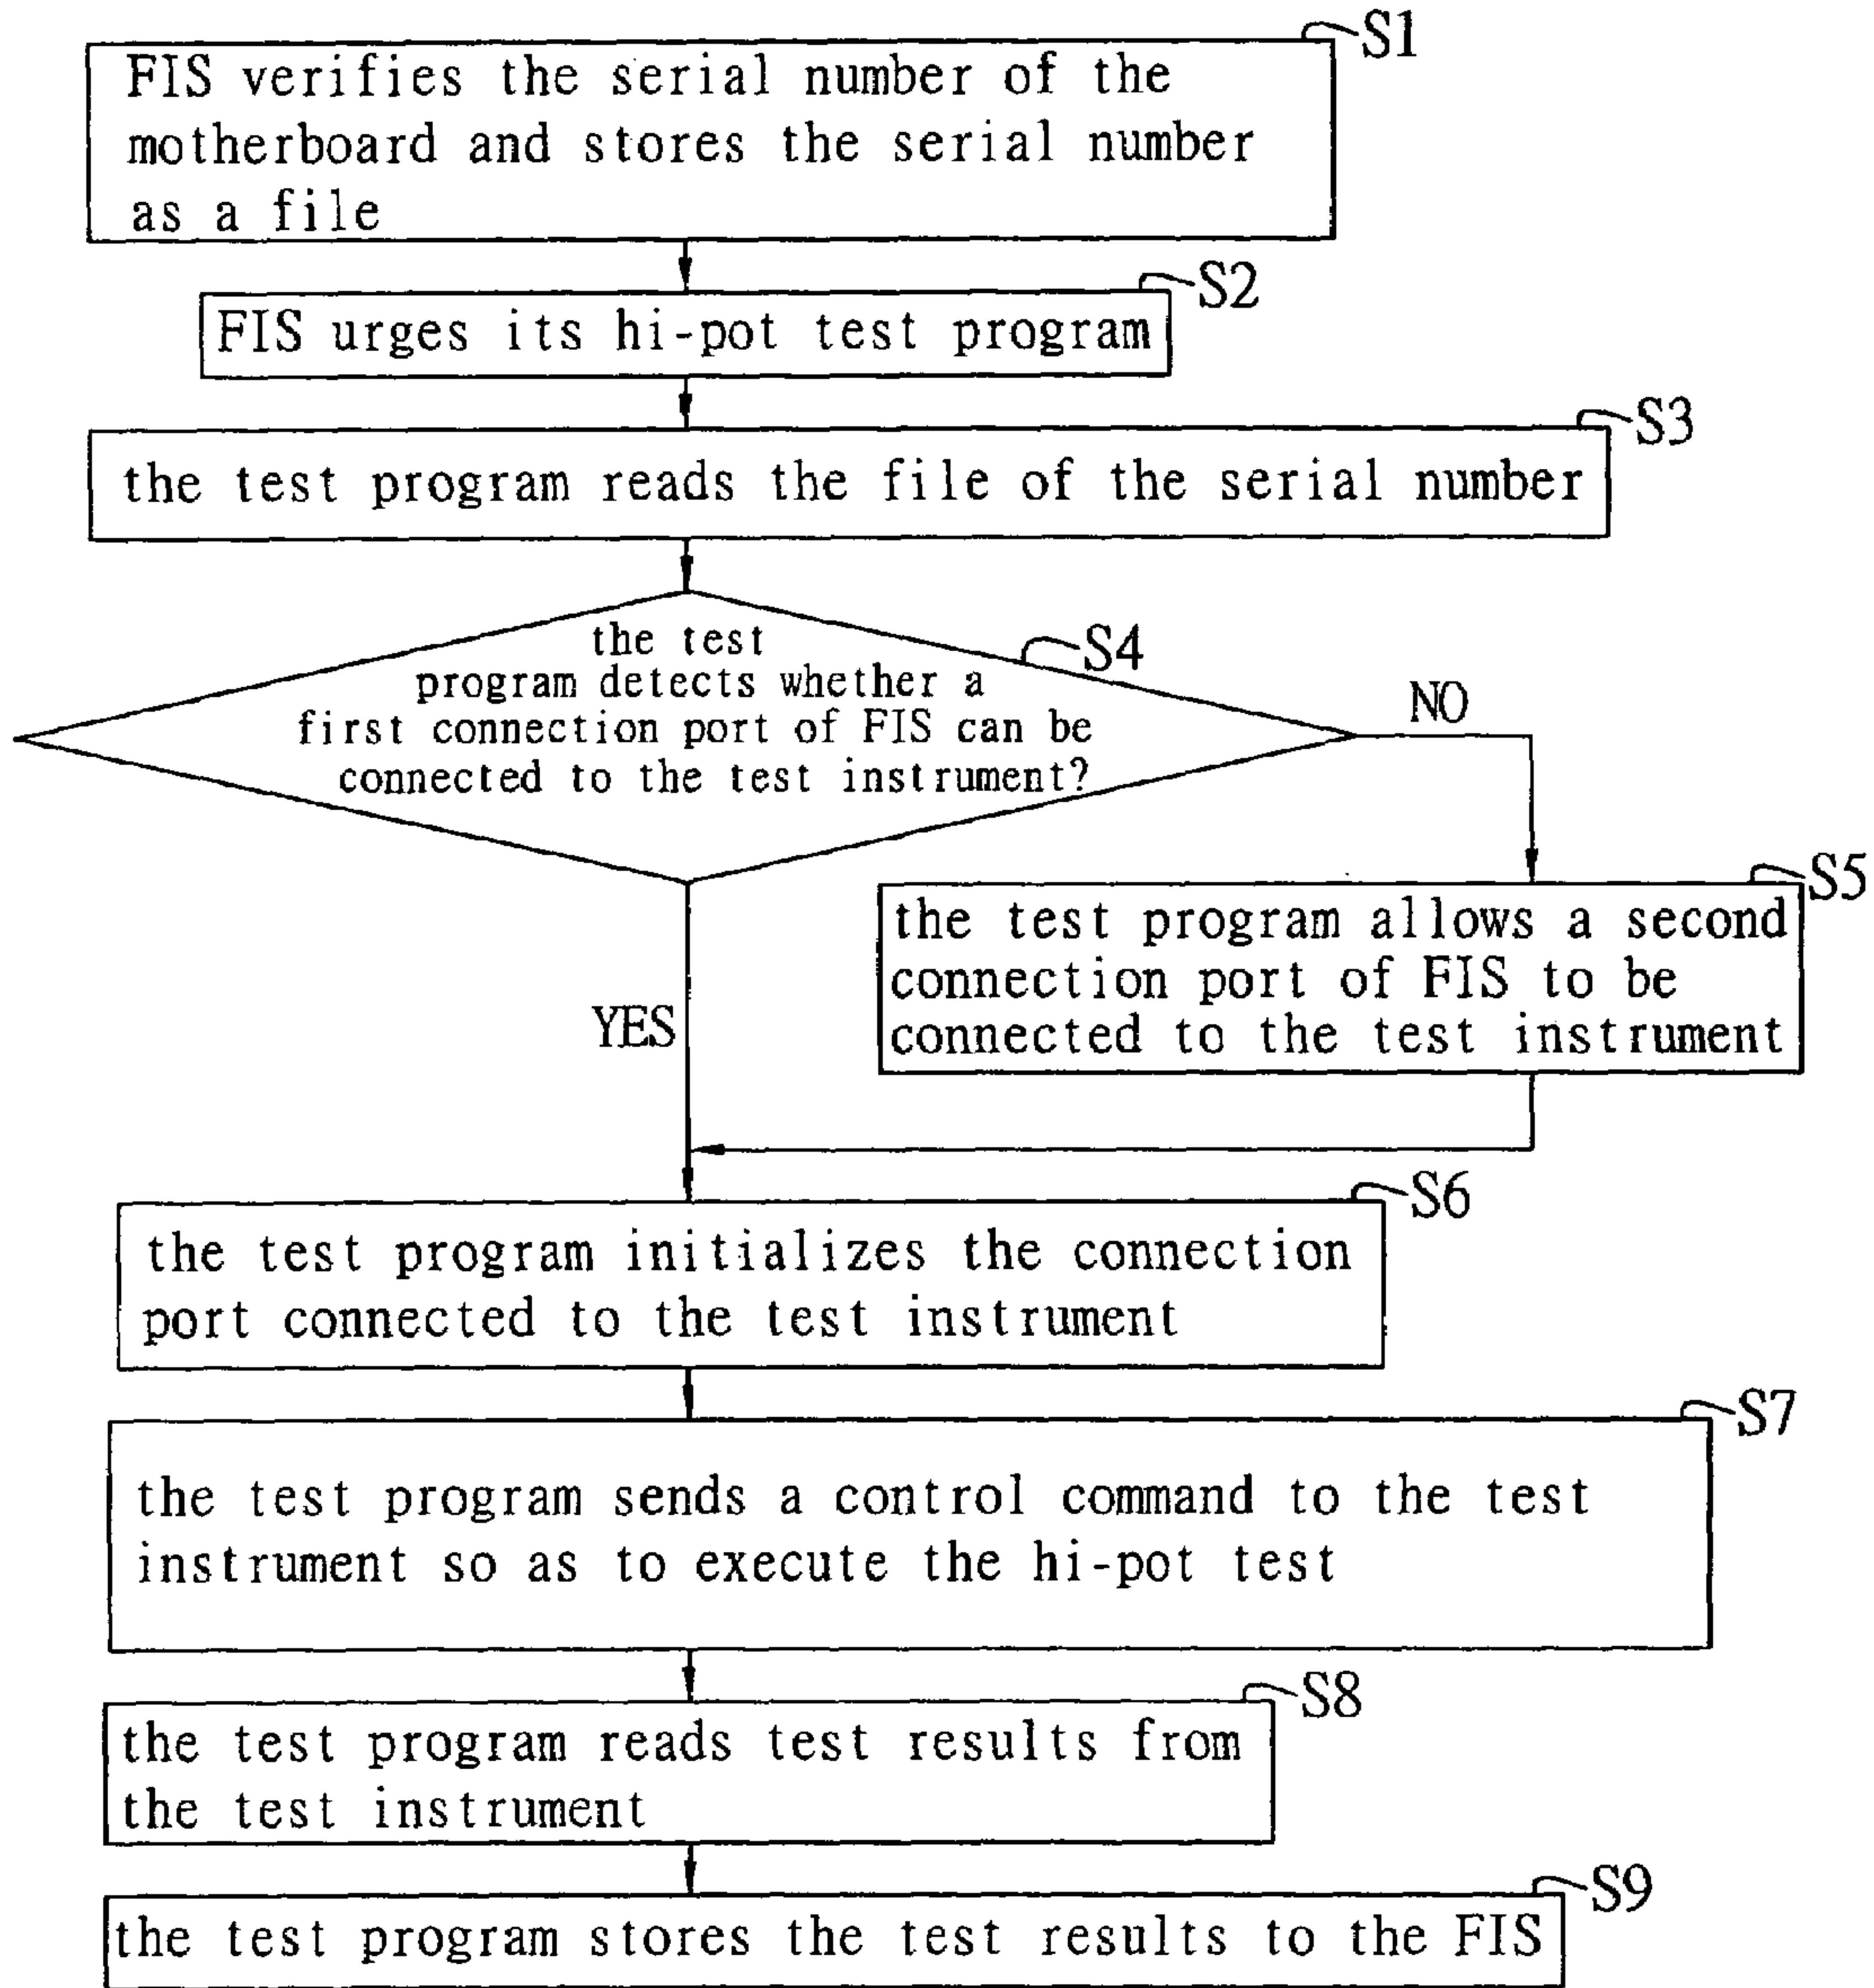 S1
FIS verifies the serial number of the
motherboard and stores the serial number
as a file
S2
FIS urges its hi-pot test program
S3
the test program reads the file of the serial number
S4
the test
program detects whether a
first connection port of FIS can be
connected to the test instrument?
NO
S5
the test program allows a second
connection port of FIS to be
connected to the test instrument
YES
S6
the test program initializes the connection
port connected to the test instrument
S7
the test program sends a control command to the test
instrument so as to execute the hi-pot test
S8
the test program reads test results from
the test instrument
S9
the test program stores the test results to the FIS